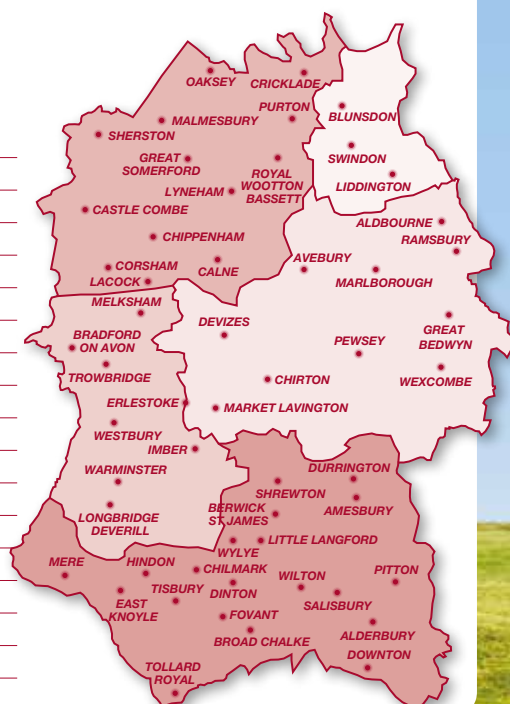 OAKSEY
CRICKLADE
PURTON
BLUNSDON
MALMESBURY
SHERSTON
GREAT
SOMERFORD
SWINDON
ROYAL
WOOTTON
BASSETT
LIDDINGTON
LYNEHAM
CASTLE COMBE
ALDBOURNE
RAMSBURY
CHIPPENHAM
AVEBURY
CORSHAM
CALNE
LACOCK
MARLBOROUGH
MELKSHAM
DEVIZES
GREAT
BEDWYN
BRADFORD
ON AVON
PEWSEY
TROWBRIDGE
CHIRTON
WEXCOMBE
ERLESTOKE
MARKET LAVINGTON
WESTBURY
IMBER
WARMINSTER
DURRINGTON
SHREWTON
LONGBRIDGE
DEVERILL
BERWICK
ST JAMES
AMESBURY
WYLYE
LITTLE LANGFORD
MERE
HINDON
CHILMARK
PITTON
TISBURY
DINTON
WILTON
EAST
KNOYLE
SALISBURY
FOVANT
BROAD CHALKE
ALDERBURY
DOWNTON
TOLLARD
ROYAL